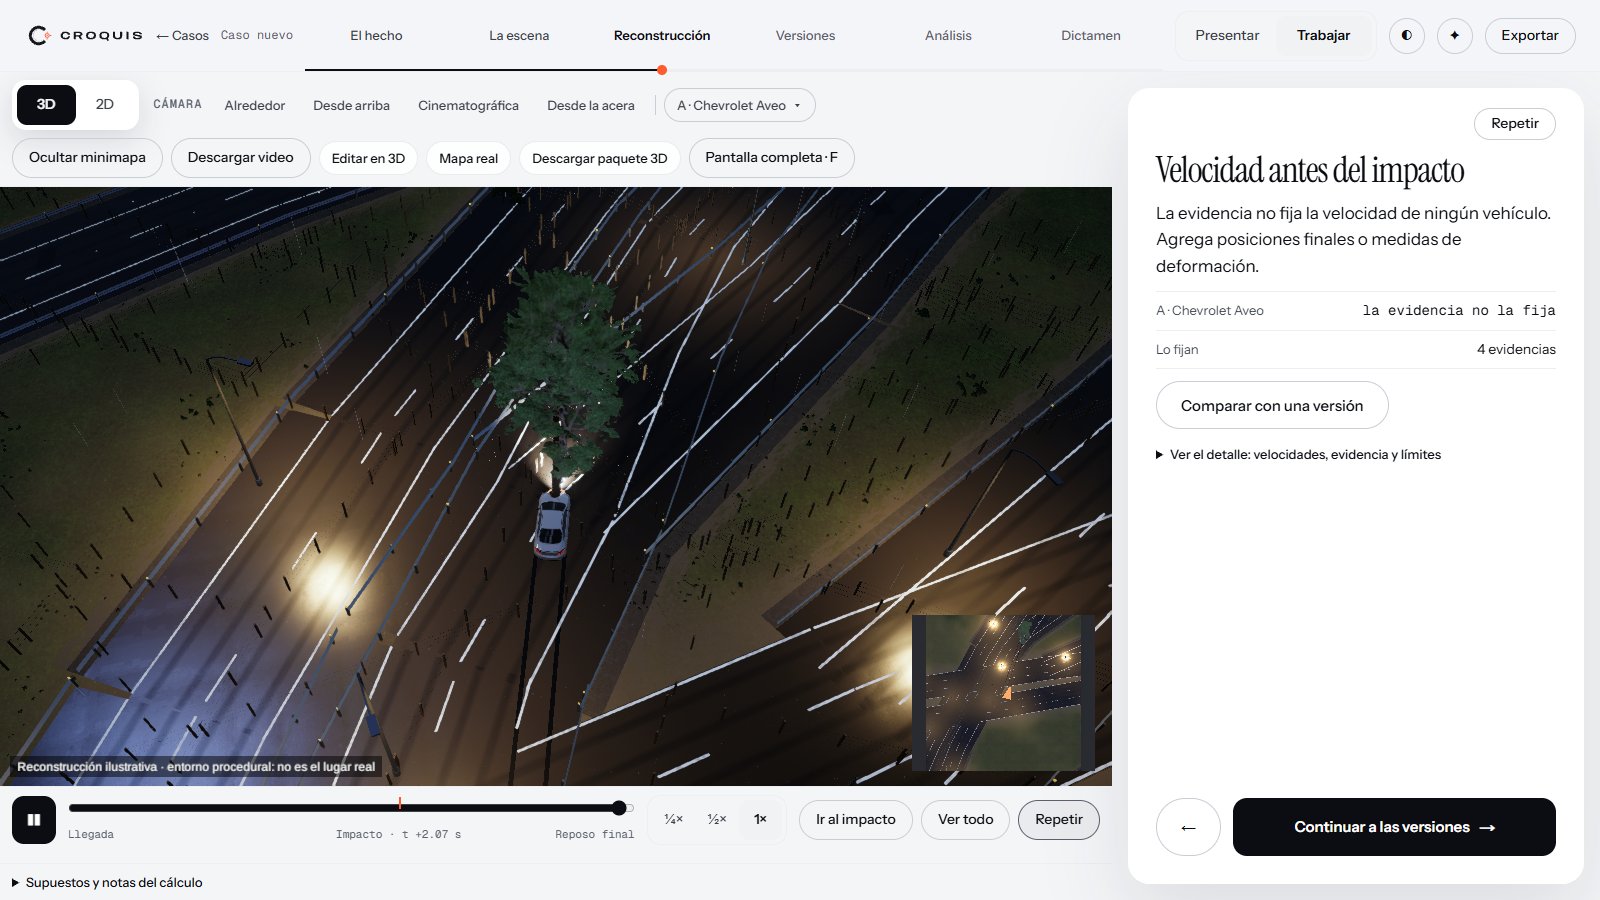 CROQUIS
← Casos
Caso nuevo
El hecho
La escena
Reconstrucción
Versiones
Análisis
Dictamen
Presentar
Trabajar
Exportar
3D
2D
CÁMARA
Alrededor
Desde arriba
Cinematográfica
Desde la acera
A · Chevrolet Aveo
Ocultar minimapa
Descargar video
Editar en 3D
Mapa real
Descargar paquete 3D
Pantalla completa · F
Reconstrucción ilustrativa · entorno procedural: no es el lugar real
Llegada
Impacto · t +2.07 s
Reposo final
¼×
½×
1×
Ir al impacto
Ver todo
Repetir
Supuestos y notas del cálculo
Repetir
Velocidad antes del impacto
La evidencia no fija la velocidad de ningún vehículo.
Agrega posiciones finales o medidas de
deformación.
A · Chevrolet Aveo
la evidencia no la fija
Lo fijan
4 evidencias
Comparar con una versión
Ver el detalle: velocidades, evidencia y límites
←
Continuar a las versiones →